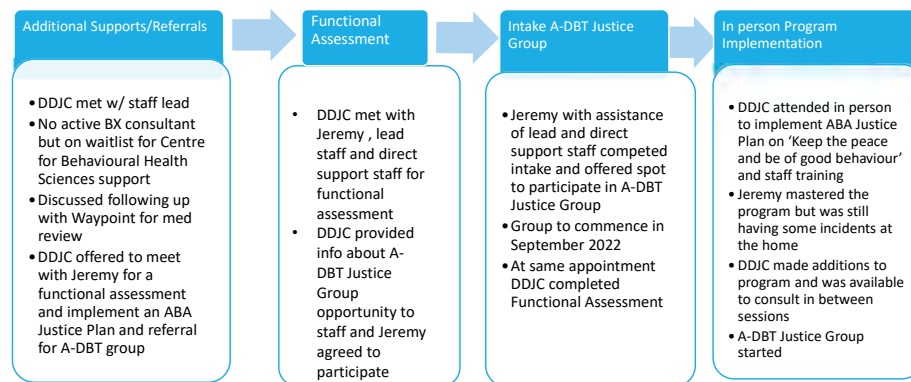 Additional Supports/Referrals
• DDJC met w/ staff lead
• No active BX consultant
but on waitlist for Centre
for Behavioural Health
Sciences support
• Discussed following up
with Waypoint for med
review
• DDJC offered to meet
with Jeremy for a
functional assessment
and implement an ABA
Justice Plan and referral
for A-DBT group
Functional
Assessment
• DDJC met with
Jeremy , lead
staff and direct
support staff for
functional
assessment
• DDJC provided
info about A-
DBT Justice
Group
opportunity to
staff and Jeremy
agreed to
participate
Intake A-DBT Justice
Group
• Jeremy with assistance
of lead and direct
support staff competed
intake and offered spot
to participate in A-DBT
Justice Group
• Group to commence in
September 2022
• At same appointment
DDJC completed
Functional Assessment
In person Program
Implementation
• DDJC attended in person
to implement ABA Justice
Plan on ‘Keep the peace
and be of good behaviour’
and staff training
• Jeremy mastered the
program but was still
having some incidents at
the home
• DDJC made additions to
program and was available
to consult in between
sessions
• A-DBT Justice Group
started